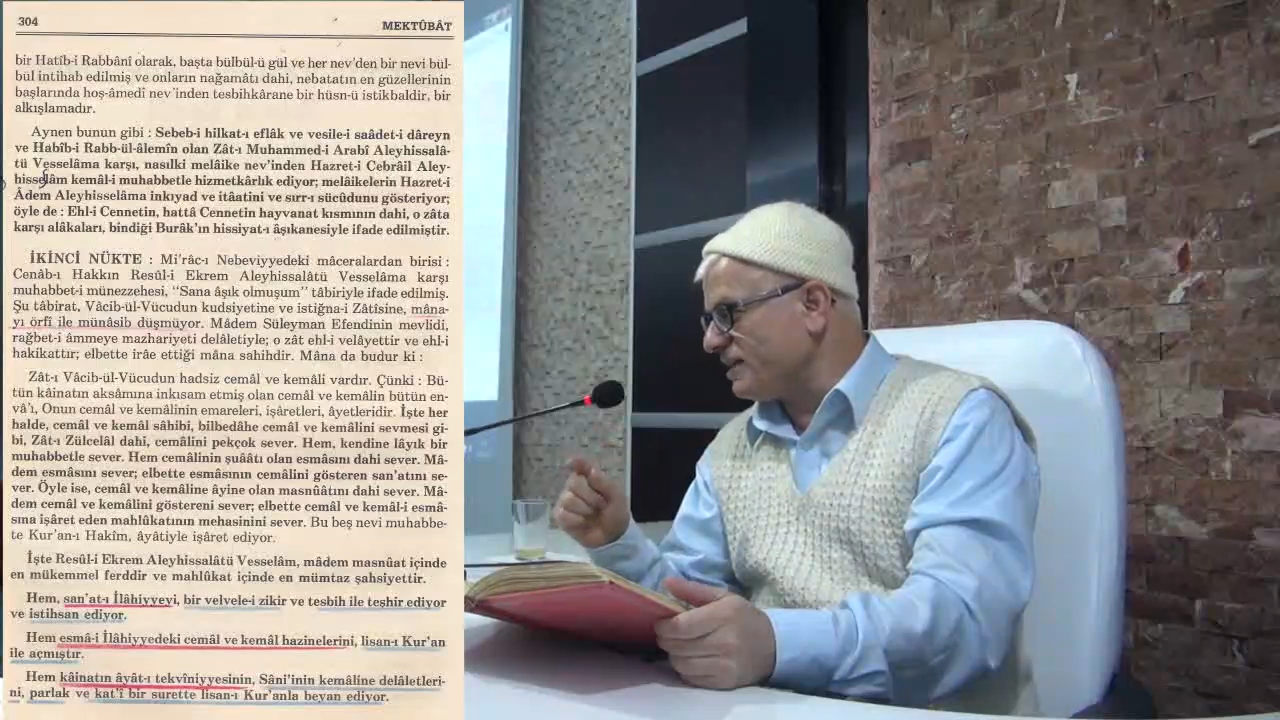 304
MEKTÛBÂT
bir Hatîb-i Rabbânî olarak, başta bülbül-ü gül ve her nev'den bir nevi bül-
bül intihab edilmiş ve onların nağamâtı dahi, nebatatın en güzellerinin
başlarında hoş-âmedî nev'inden tesbihkârane bir hüsn-ü istikbaldir, bir
alkışlamadır.
Aynen bunun gibi : Sebeb-i hilkat-ı eflâk ve vesile-i saâdet-i dâreyn
ve Habîb-i Rabb-ül-âlemîn olan Zât-ı Muhammed-i Arabî Aleyhissalâ-
tü Vesselâma karşı, nasılki melâike nev'inden Hazret-i Cebrâil Aley-
hisselâm kemâl-i muhabbetle hizmetkârlık ediyor; melâikelerin Hazret-i
Âdem Aleyhisselâma inkıyad ve itâatini ve sırr-ı sücûdunu gösteriyor;
öyle de : Ehl-i Cennetin, hattâ Cennetin hayvanat kısmının dahi, o zâta
karşı alâkaları, bindiği Burâk'ın hissiyat-ı âşıkanesiyle ifade edilmiştir.
İKİNCİ NÜKTE : Mi'râc-ı Nebeviyyedeki mâceralardan birisi :
Cenâb-ı Hakkın Resûl-i Ekrem Aleyhissalâtü Vesselâma karşı
muhabbet-i münezzehesi, "Sana âşık olmuşum" tâbiriyle ifade edilmiş.
Şu tâbirat, Vâcib-ül-Vücudun kudsiyetine ve istiğna-i Zâtîsine, mâna-
yı örfî ile münâsib düşmüyor. Mâdem Süleyman Efendinin mevlidi,
rağbet-i âmmeye mazhariyeti delâletiyle; o zât ehl-i velâyettir ve ehl-i
hakikattır; elbette irâe ettiği mâna sahihdir. Mâna da budur ki :
Zât-ı Vâcib-ül-Vücudun hadsiz cemâl ve kemâli vardır. Çünki : Bü-
tün kâinatın aksâmına inkısam etmiş olan cemâl ve kemâlin bütün en-
vâ'ı, Onun cemâl ve kemâlinin emareleri, işâretleri, âyetleridir. İşte her
halde, cemâl ve kemâl sâhibi, bilbedâhe cemâl ve kemâlini sevmesi gi-
bi, Zât-ı Zülcelâl dahi, cemâlini pekçok sever. Hem, kendine lâyık bir
muhabbetle sever. Hem cemâlinin şuâatı olan esmâsını dahi sever. Mâ-
dem esmâsını sever; elbette esmâsının cemâlini gösteren san'atını se-
ver. Öyle ise, cemâl ve kemâline âyine olan masnûâtını dahi sever. Mâ-
dem cemâl ve kemâlini göstereni sever; elbette cemâl ve kemâl-i esmâ-
sına işâret eden mahlûkatının mehasinini sever. Bu beş nevi muhabbe-
te Kur'an-ı Hakîm, âyâtiyle işâret ediyor.
İşte Resûl-i Ekrem Aleyhissalâtü Vesselâm, mâdem masnûat içinde
en mükemmel ferddir ve mahlûkat içinde en mümtaz şahsiyettir.
Hem, san'at-ı İlâhiyyeyi, bir velvele-i zikir ve tesbih ile teşhir ediyor
ve istihsan ediyor.
Hem esmâ-i İlâhiyyedeki cemâl ve kemâl hazinelerini, lisan-ı Kur'an
ile açmıştır.
Hem kâinatın âyât-ı tekvîniyyesinin, Sâni'inin kemâline delâletleri-
ni, parlak ve kat'î bir surette lisan-ı Kur'anla beyan ediyor.